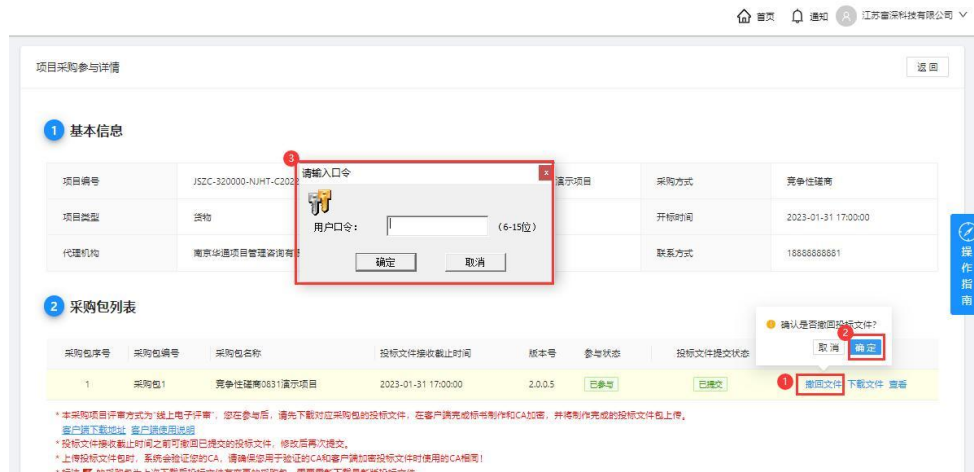 首页 通知 江苏富深科技有限公司
项目采购参与详情 返回
1 基本信息
3
请输入口令 x
用户口令: (6-15位)
确定 取消
项目编号 JSZC-320000-NJHT-C2022 演示项目 采购方式 竞争性磋商
项目类型 货物 开标时间 2023-01-31 17:00:00
代理机构 南京华通项目管理咨询有限 联系方式 18888888881
操作指南
2 采购包列表
确认是否撤回投标文件?
2
取消 确定
采购包序号 采购包编号 采购包名称 投标文件接收截止时间 版本号 参与状态 投标文件提交状态
1 采购包1 竞争性磋商0831演示项目 2023-01-31 17:00:00 2.0.0.5 已参与 已提交 1 撤回文件 下载文件 查看
* 本采购项目评审方式为"线上电子评审", 您在参与后, 请先下载对应采购包的投标文件, 在客户端完成标书制作和CA加密, 并将制作完成的投标文件包上传。
客户端下载地址 客户端使用说明
* 投标文件接收截止时间之前可撤回已提交的投标文件, 修改后再次提交。
* 上传投标文件包时, 系统会验证您的CA, 请确保您用于验证的CA和客户端加密投标文件时使用的CA相同!